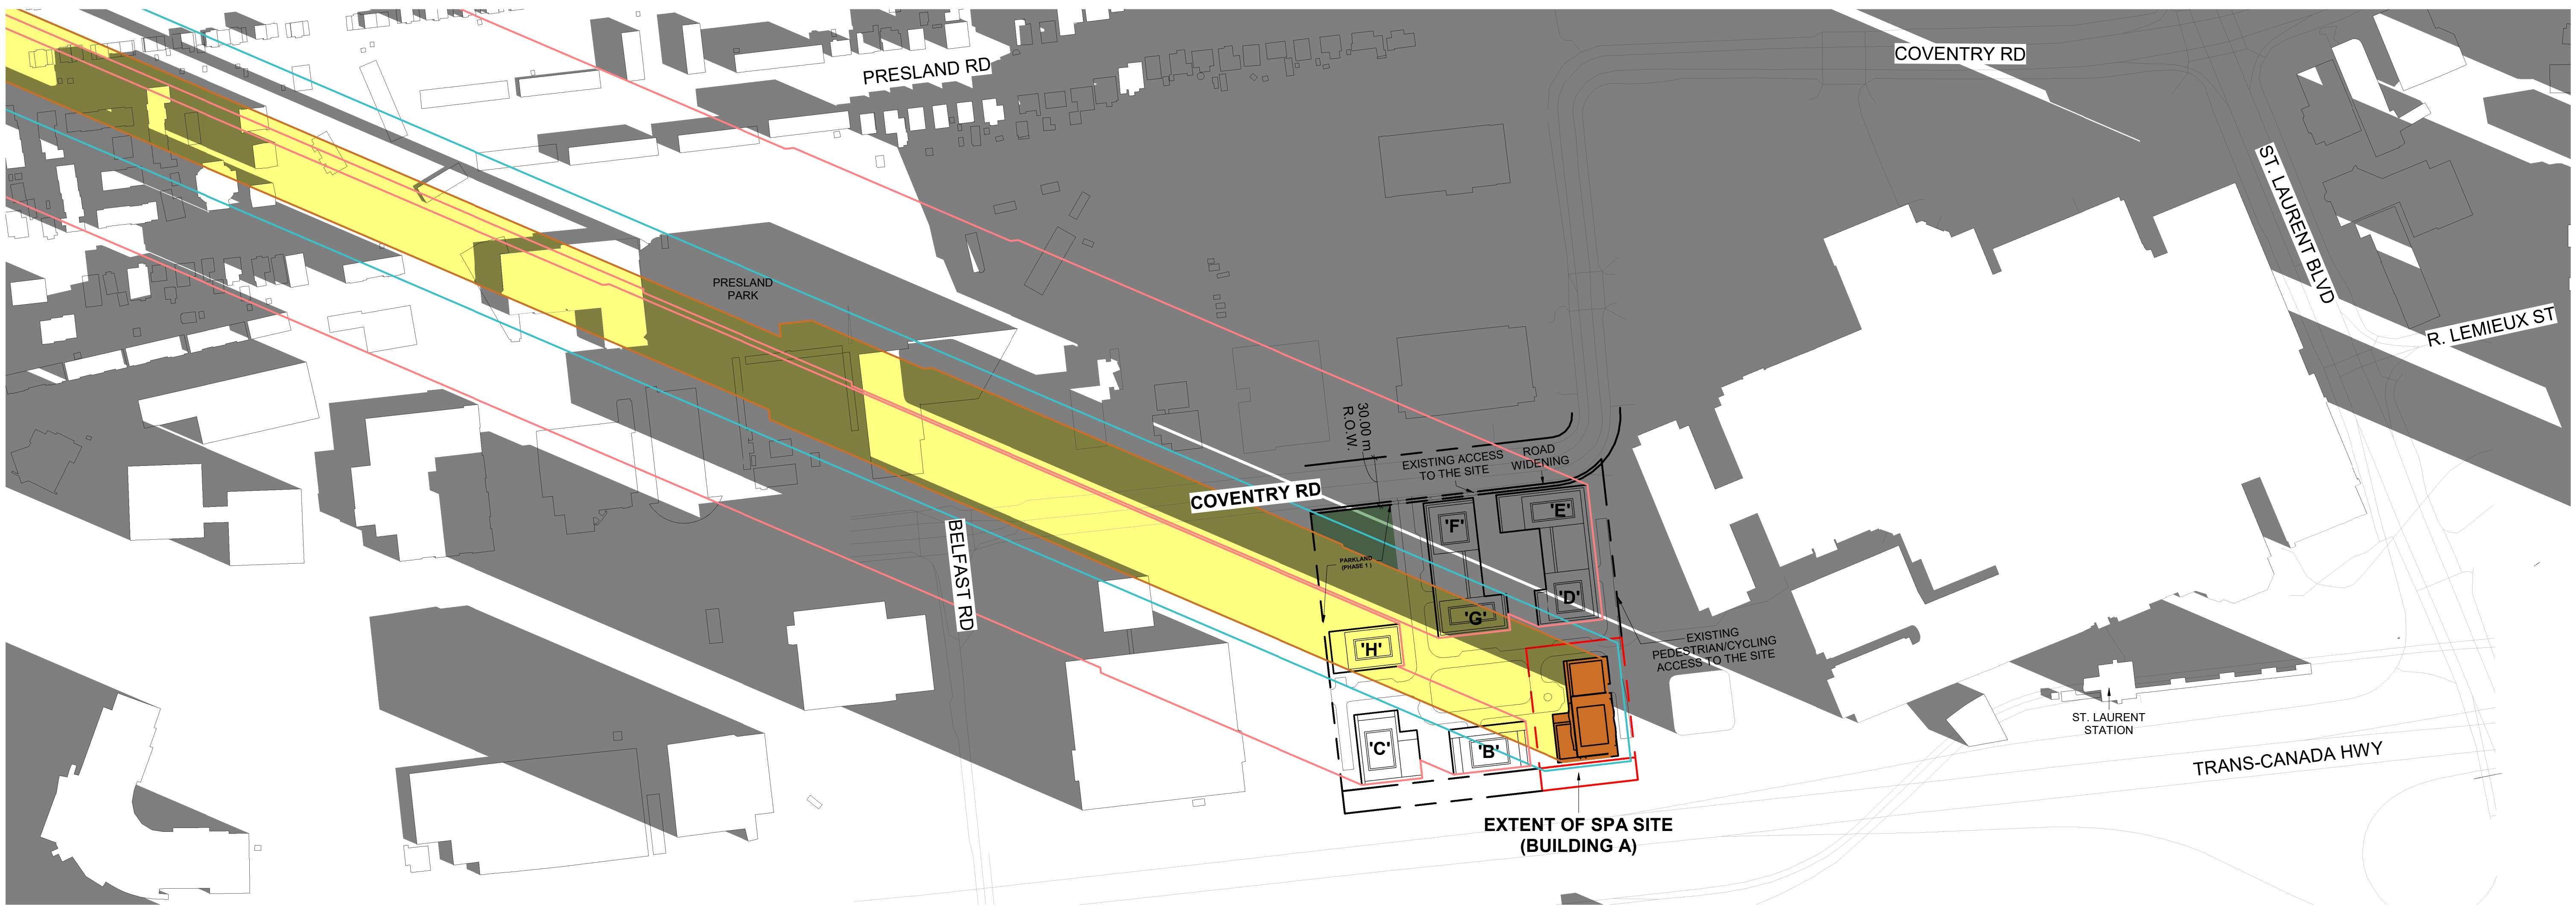 COVENTRY RD
PRESLAND RD
ST. LAURENT BLVD
PRESLAND
PARK
R. LEMIEUX ST
30.00 m
R.O.W.
EXISTING ACCESS
TO THE SITE
ROAD
WIDENING
COVENTRY RD
'F'
'E'
BELFAST RD
PARKLAND
(PHASE 1 )
'D'
'G'
'H'
EXISTING
PEDESTRIAN/CYCLING
ACCESS TO THE SITE
'C'
'B'
ST. LAURENT
STATION
TRANS-CANADA HWY
EXTENT OF SPA SITE
(BUILDING A)